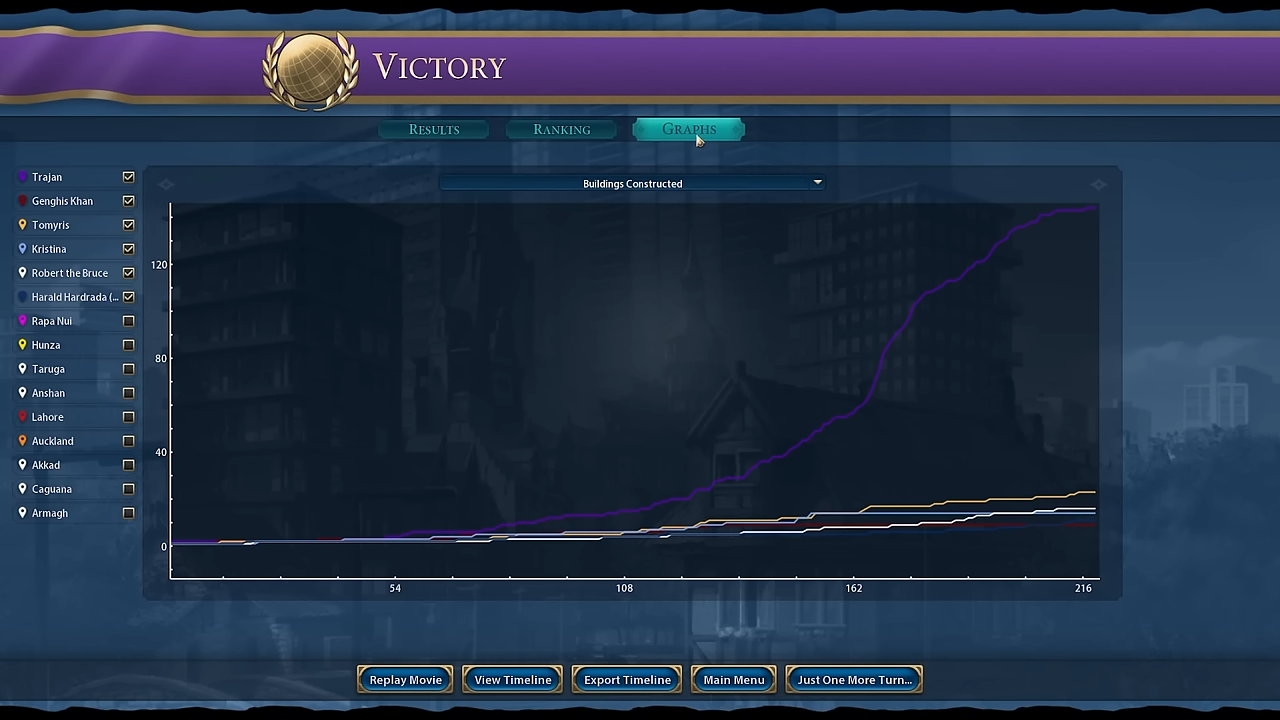 VICTORY
RESULTS
RANKING
GRAPHS
Trajan
Genghis Khan
Tomyris
Kristina
Robert the Bruce
Harald Hardrada (...
Rapa Nui
Hunza
Taruga
Anshan
Lahore
Auckland
Akkad
Caguana
Armagh
Buildings Constructed
120
80
40
0
54
108
162
216
Replay Movie
View Timeline
Export Timeline
Main Menu
Just One More Turn...